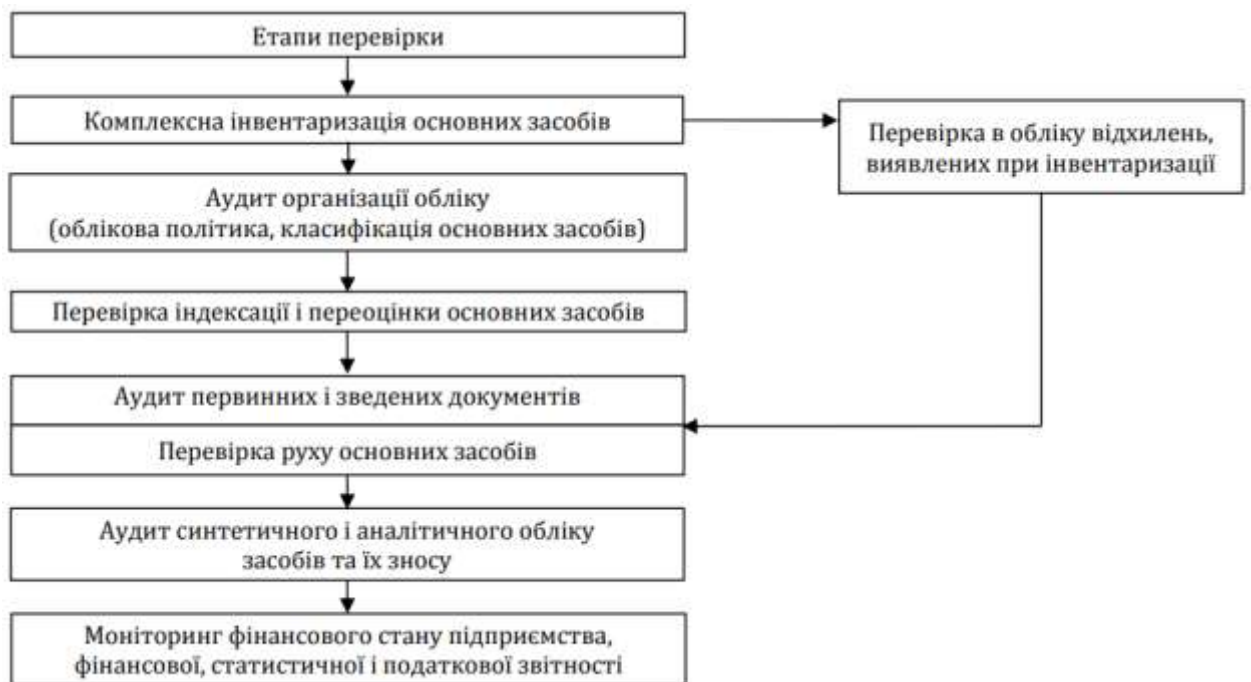 Етапи перевірки
Комплексна інвентаризація основних засобів
Перевірка в обліку відхилень,
виявлених при інвентаризації
Аудит організації обліку
(облікова політика, класифікація основних засобів)
Перевірка індексації і переоцінки основних засобів
Аудит первинних і зведених документів
Перевірка руху основних засобів
Аудит синтетичного і аналітичного обліку
засобів та їх зносу
Моніторинг фінансового стану підприємства,
фінансової, статистичної і податкової звітності